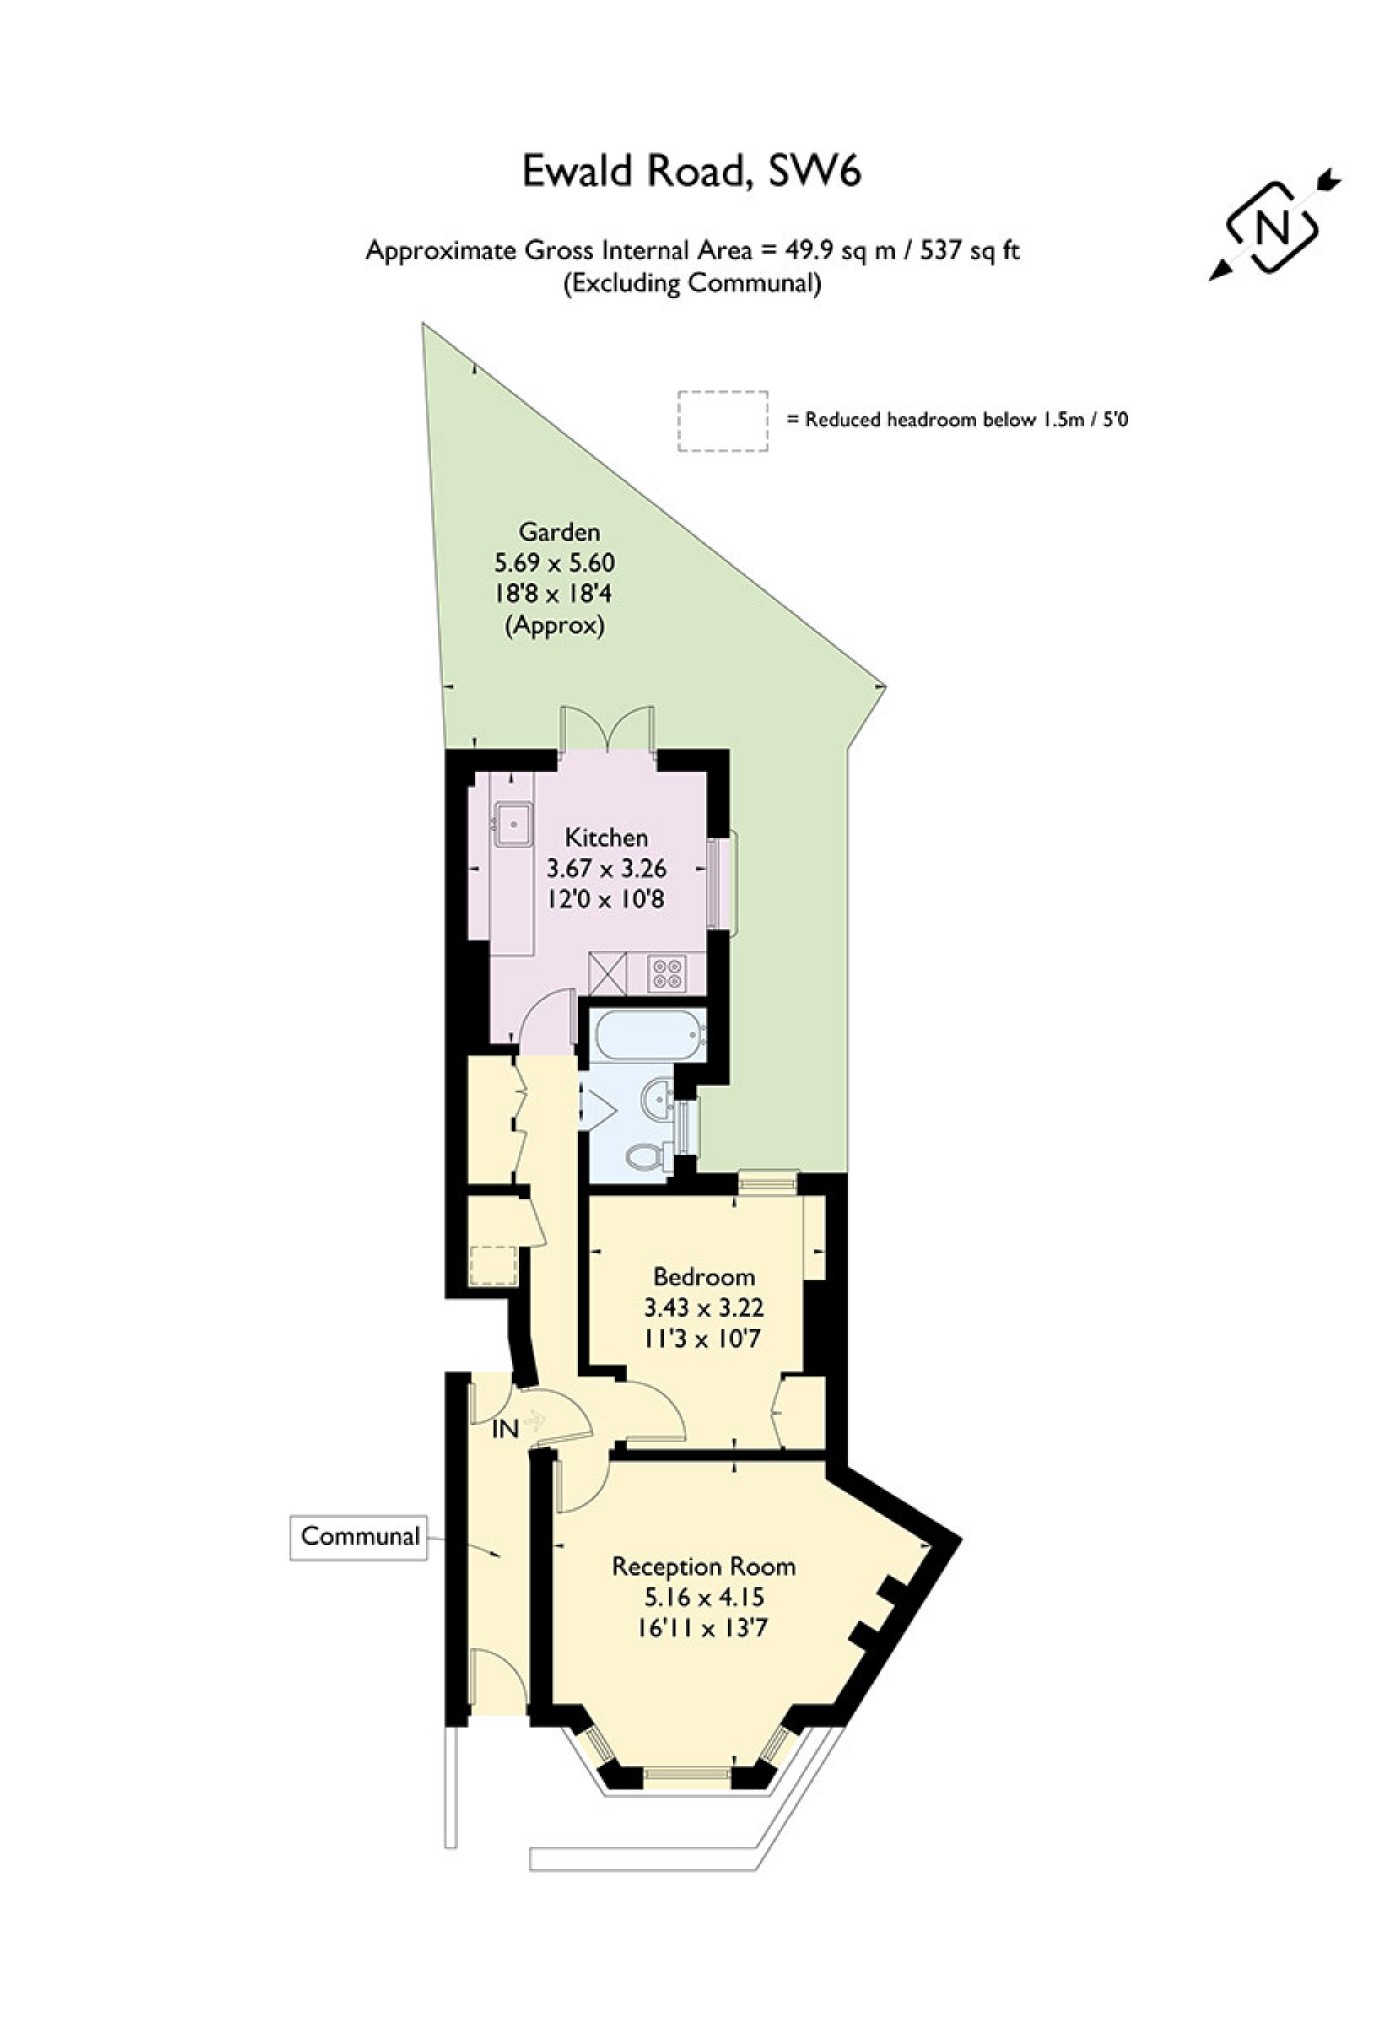 Ewald Road, SW6
N
Approximate Gross Internal Area = 49.9 sq m / 537 sq ft
(Excluding Communal)
= Reduced headroom below 1.5m / 5'0
Garden
5.69 x 5.60
18'8 x 18'4
(Approx)
Kitchen
3.67 x 3.26
12'0 x 10'8
Bedroom
3.43 x 3.22
11'3 x 10'7
IN
Communal
Reception Room
5.16 x 4.15
16'11 x 13'7